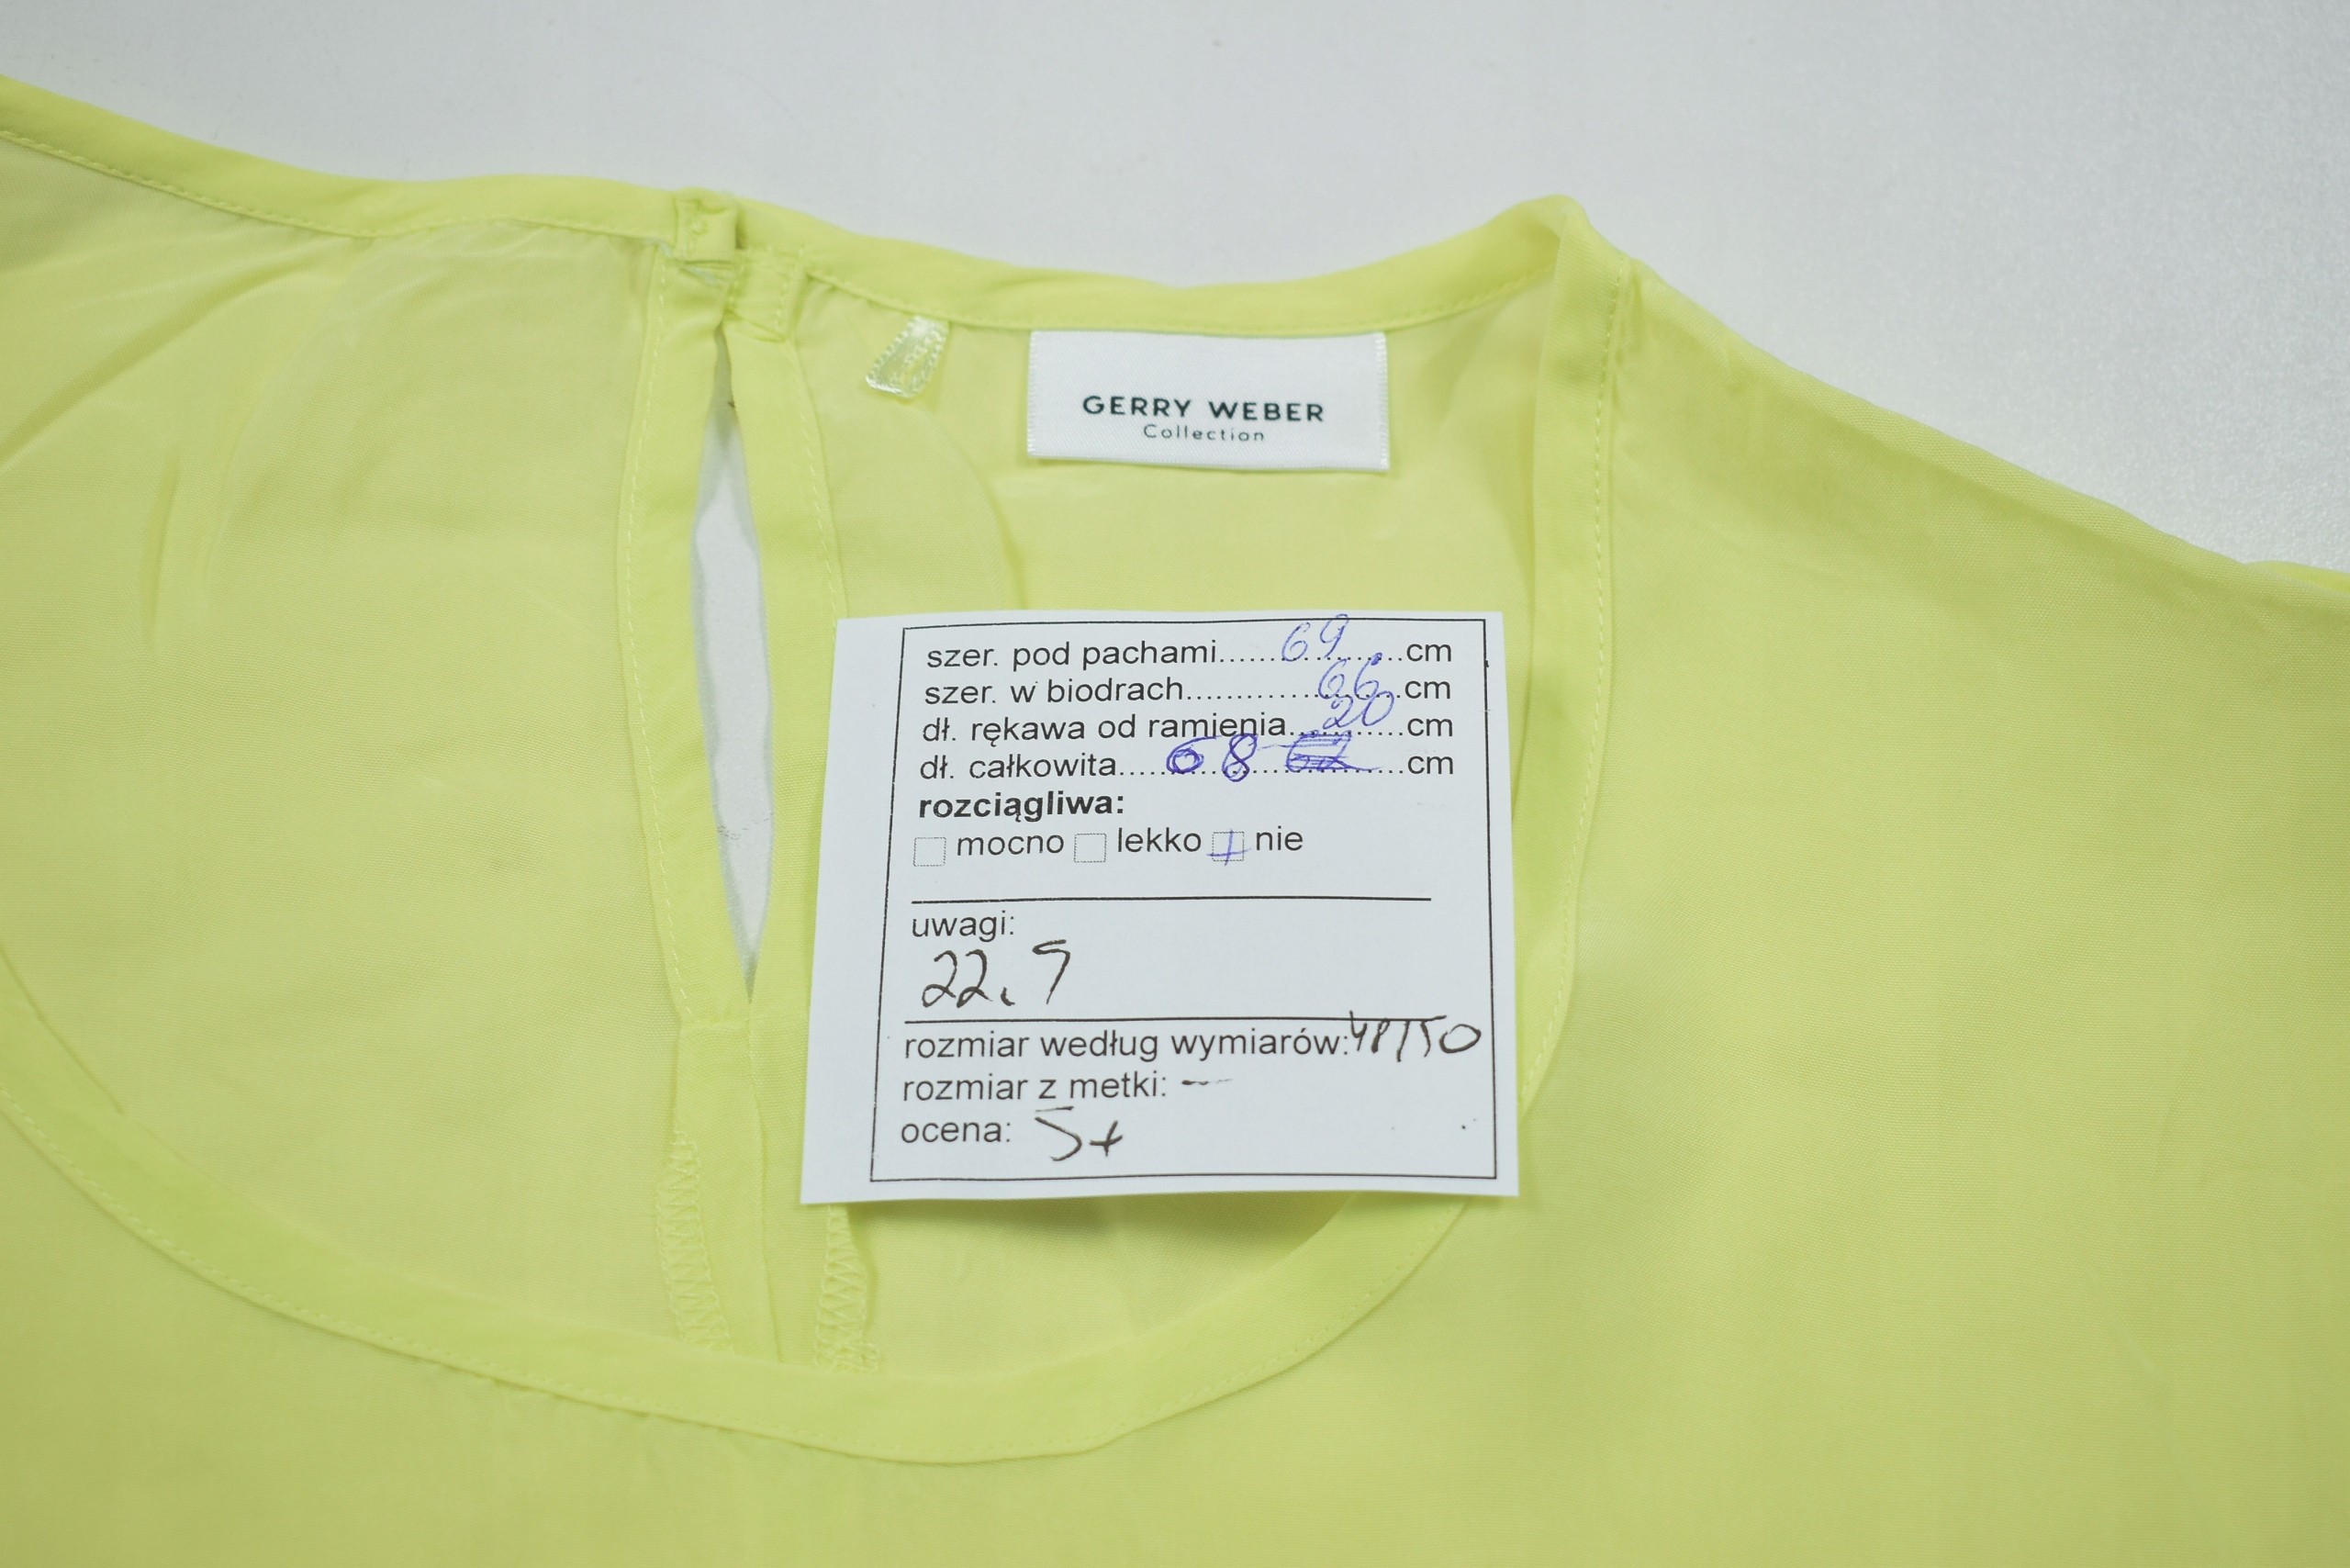 GERRY WEBER
Collection
szer. pod pachami......69......cm
szer. w biodrach.............66.cm
dł. rękawa od ramienia...20......cm
dł. całkowita.....68..........cm
rozciągliwa:
mocno lekko nie
uwagi:
22.9
rozmiar według wymiarów: 48/50
rozmiar z metki: -
ocena: 5+